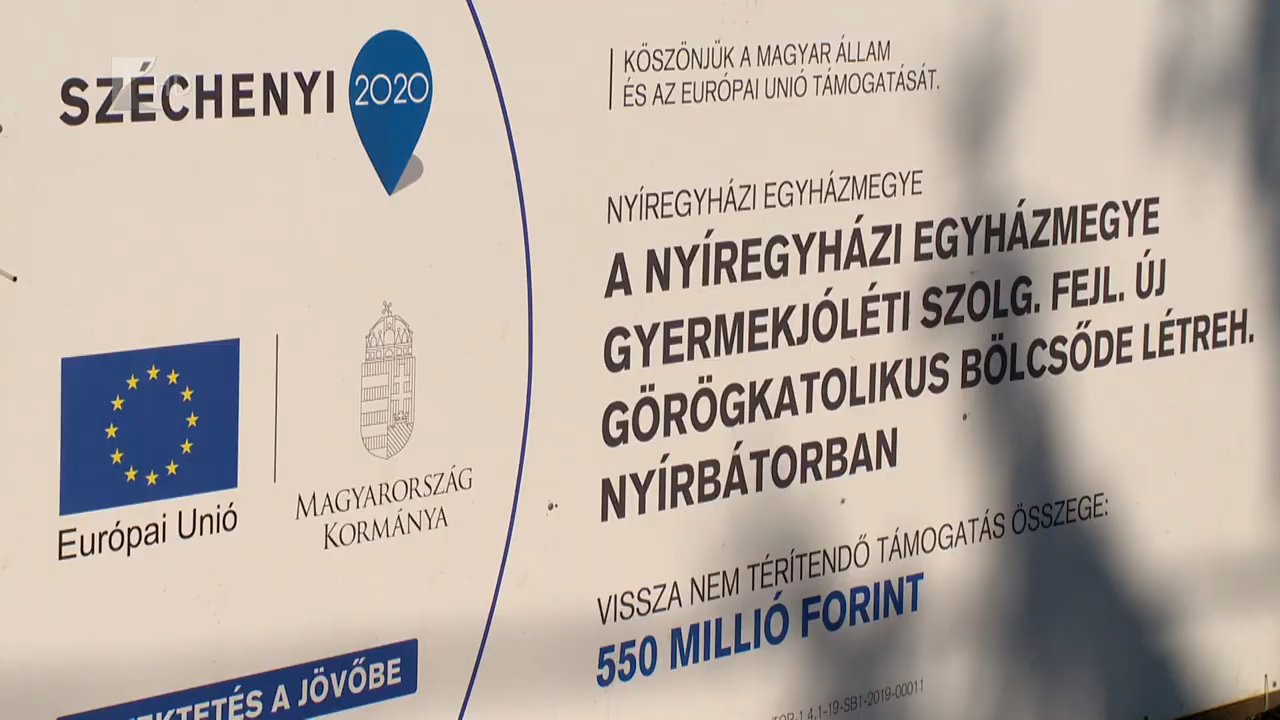 SZÉCHENYI 2020
KÖSZÖNJÜK A MAGYAR ÁLLAM
ÉS AZ EURÓPAI UNIÓ TÁMOGATÁSÁT.
NYÍREGYHÁZI EGYHÁZMEGYE
A NYÍREGYHÁZI EGYHÁZMEGYE
GYERMEKJÓLÉTI SZOLG. FEJL. ÚJ
GÖRÖGKATOLIKUS BÖLCSŐDE LÉTREH.
NYÍRBÁTORBAN
Európai Unió
MAGYARORSZÁG
KORMÁNYA
VISSZA NEM TÉRÍTENDŐ TÁMOGATÁS ÖSSZEGE:
550 MILLIÓ FORINT
A JÖVŐBE